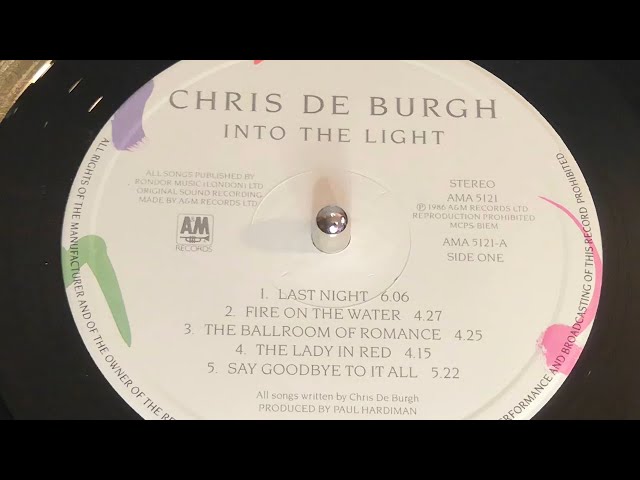 CHRIS DE BURGH
INTO THE LIGHT
ALL SONGS PUBLISHED BY
RONDOR MUSIC (LONDON) LTD
ORIGINAL SOUND RECORDING
MADE BY A&M RECORDS LTD
STEREO
AMA 5121
Ⓟ 1986 A&M RECORDS LTD
REPRODUCTION PROHIBITED
MCPS-BIEM
A&M
RECORDS
AMA 5121-A
SIDE ONE
1. LAST NIGHT 6.06
2. FIRE ON THE WATER 4.27
3. THE BALLROOM OF ROMANCE 4.25
4. THE LADY IN RED 4.15
5. SAY GOODBYE TO IT ALL 5.22
All songs written by Chris De Burgh
PRODUCED BY PAUL HARDIMAN
ALL RIGHTS OF THE MANUFACTURER AND OF THE OWNER OF THE
PERFORMANCE AND BROADCASTING OF THIS RECORD PROHIBITED